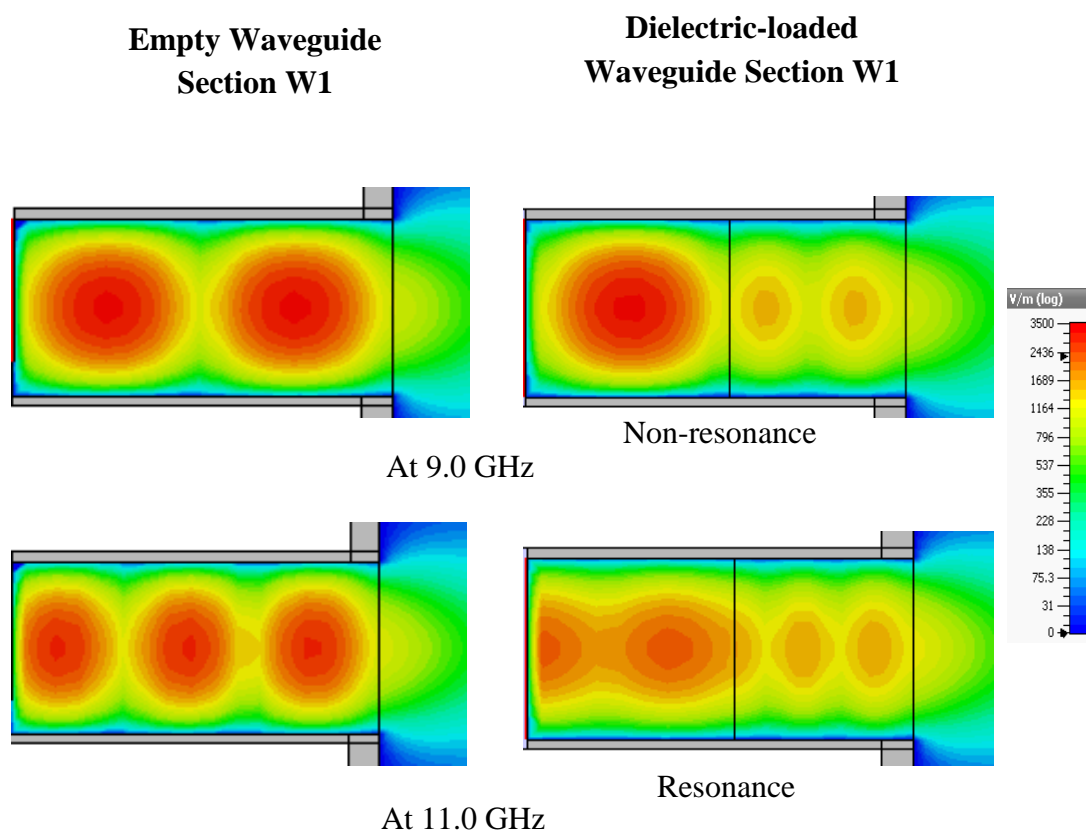 Empty Waveguide
Section W1
Dielectric-loaded
Waveguide Section W1
Non-resonance
At 9.0 GHz
V/m (log)
3500
2436
1689
1164
796
537
355
228
138
75.3
31
0
Resonance
At 11.0 GHz